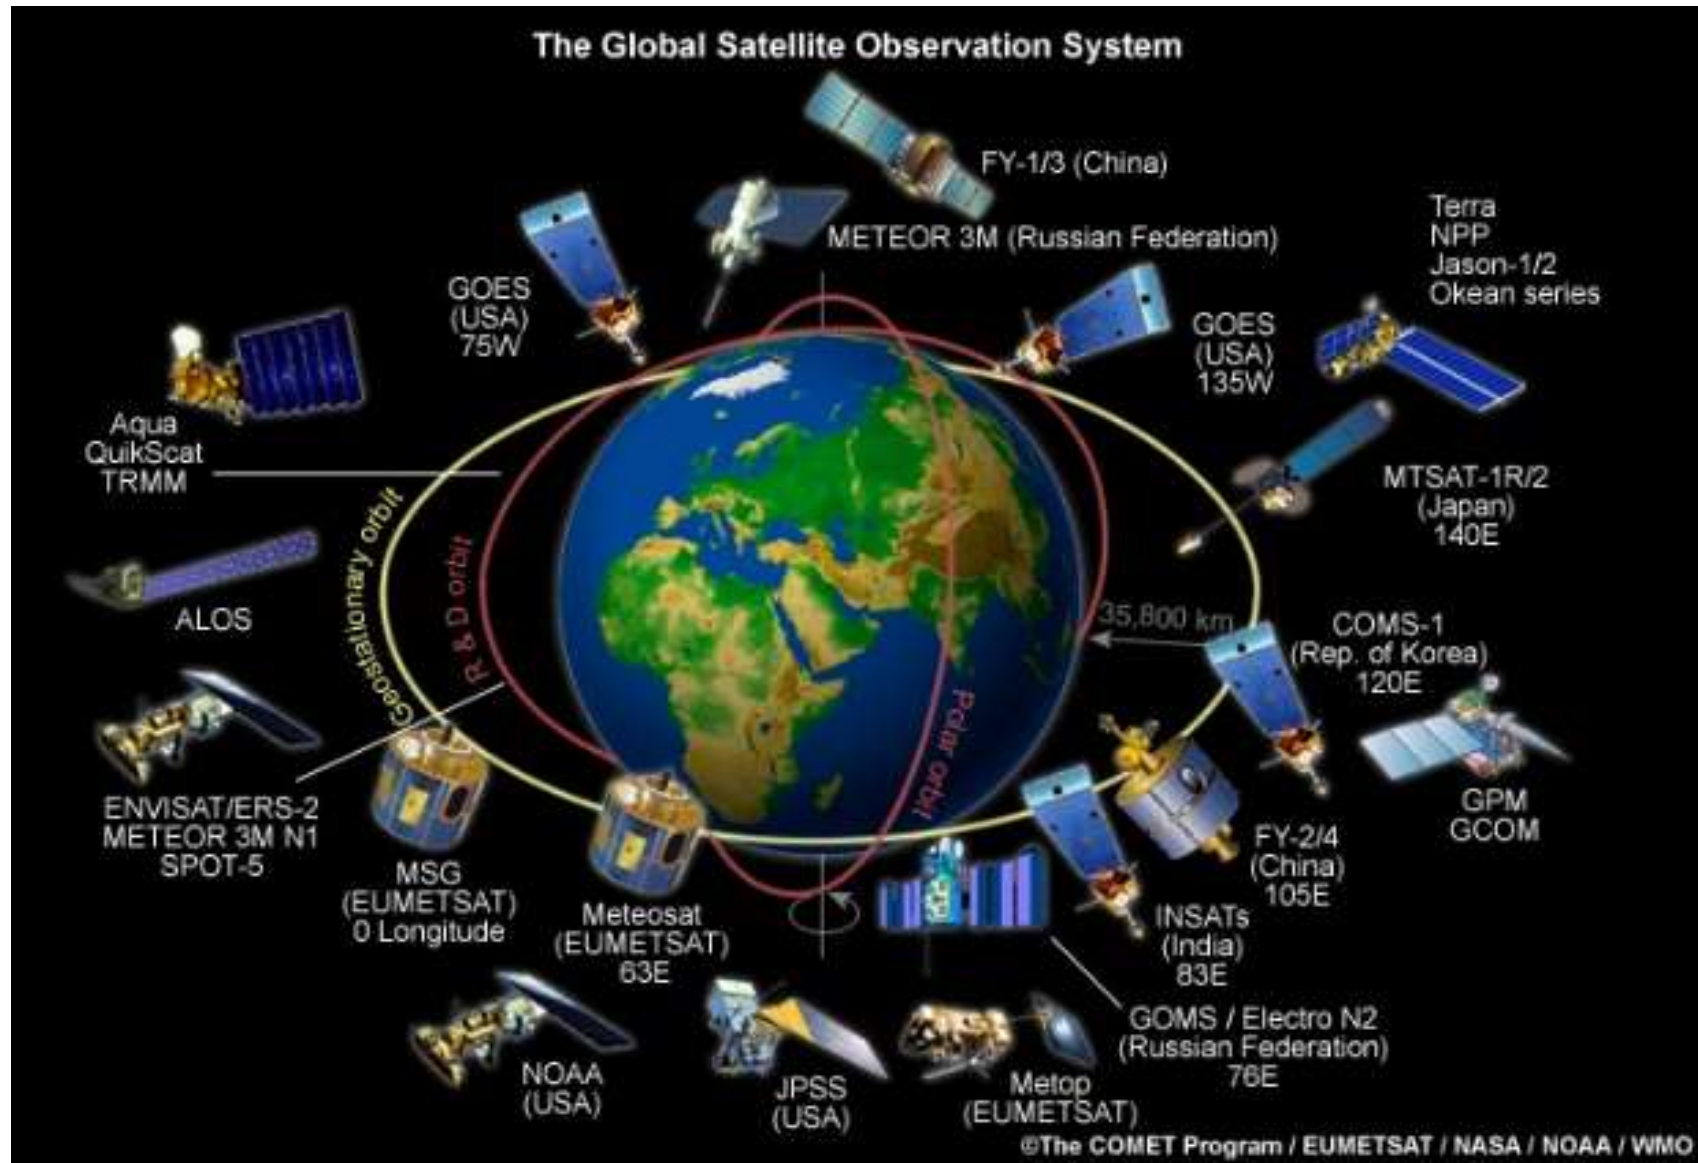 The Global Satellite Observation System
FY-1/3 (China)
METEOR 3M (Russian Federation)
Terra
NPP
Jason-1/2
Okean series
GOES
(USA)
75W
GOES
(USA)
135W
Aqua
QuikScat
TRMM
MTSAT-1R/2
(Japan)
140E
Geostationary orbit
R & D orbit
Polar orbit
35,800 km
ALOS
COMS-1
(Rep. of Korea)
120E
ENVISAT/ERS-2
METEOR 3M N1
SPOT-5
GPM
GCOM
MSG
(EUMETSAT)
0 Longitude
Meteosat
(EUMETSAT)
63E
FY-2/4
(China)
105E
INSATs
(India)
83E
GOMS / Electro N2
(Russian Federation)
76E
NOAA
(USA)
JPSS
(USA)
Metop
(EUMETSAT)
©The COMET Program / EUMETSAT / NASA / NOAA / WMO